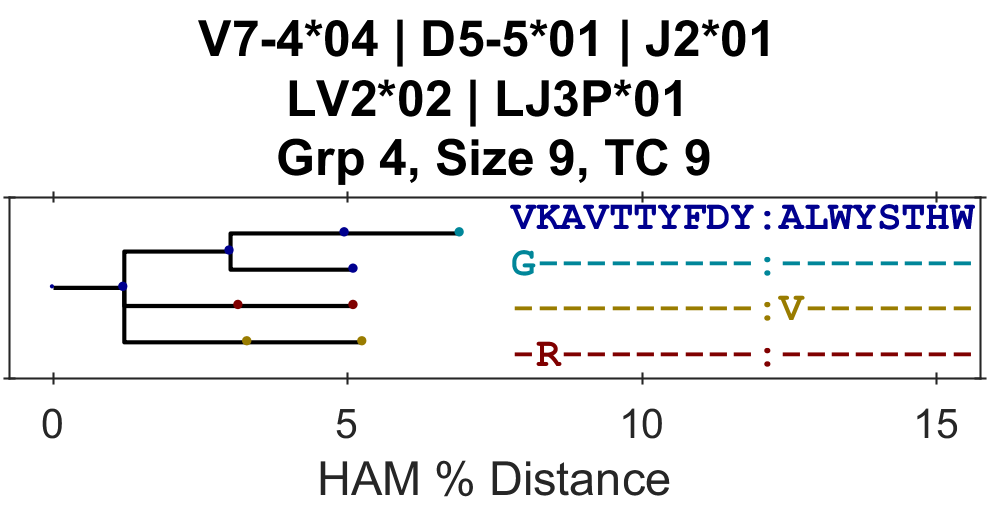 V7-4*04 | D5-5*01 | J2*01
LV2*02 | LJ3P*01
Grp 4, Size 9, TC 9
VKAVTTYFDY:ALWYSTHW
G---------:--------
----------:V-------
-R--------:--------
0 5 10 15
HAM % Distance